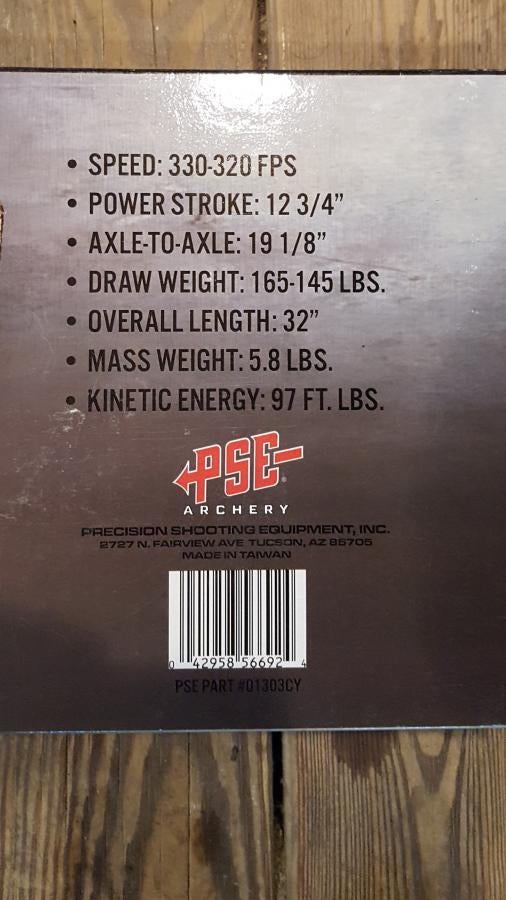 • SPEED: 330-320 FPS
• POWER STROKE: 12 3/4”
• AXLE-TO-AXLE: 19 1/8”
• DRAW WEIGHT: 165-145 LBS.
• OVERALL LENGTH: 32”
• MASS WEIGHT: 5.8 LBS.
• KINETIC ENERGY: 97 FT. LBS.
PSE®
ARCHERY
PRECISION SHOOTING EQUIPMENT, INC.
2727 N. FAIRVIEW AVE TUCSON, AZ 85705
MADE IN TAIWAN
0 42958 56692 4
PSE PART #01303CY